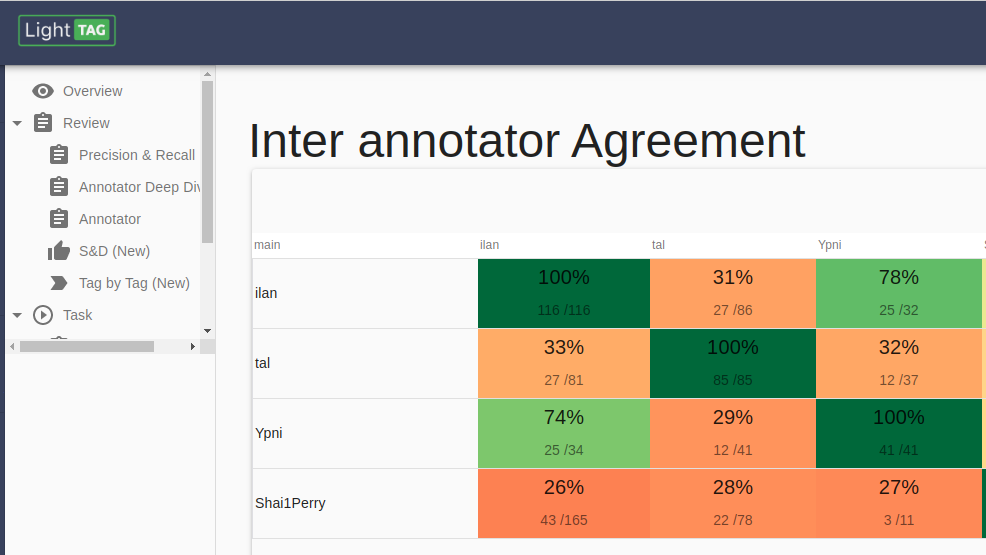 Light TAG
Overview
Review
Precision & Recall
Annotator Deep Div
Annotator
S&D (New)
Tag by Tag (New)
Task
Inter annotator Agreement
main ilan tal Ypni
ilan 100% 31% 78%
116 /116 27 /86 25 /32
tal 33% 100% 32%
27 /81 85 /85 12 /37
Ypni 74% 29% 100%
25 /34 12 /41 41 /41
Shai1Perry 26% 28% 27%
43 /165 22 /78 3 /11